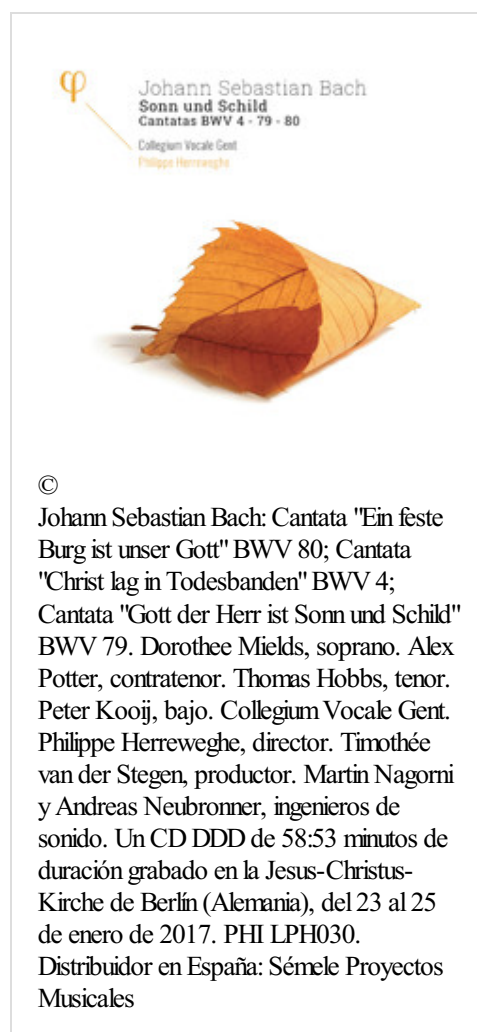 φ
Johann Sebastian Bach
Sonn und Schild
Cantatas BWV 4 - 79 - 80
Collegium Vocale Gent
Philippe Herreweghe
©
Johann Sebastian Bach: Cantata "Ein feste
Burg ist unser Gott" BWV 80; Cantata
"Christ lag in Todesbanden" BWV 4;
Cantata "Gott der Herr ist Sonn und Schild"
BWV 79. Dorothee Mields, soprano. Alex
Potter, contratenor. Thomas Hobbs, tenor.
Peter Kooij, bajo. Collegium Vocale Gent.
Philippe Herreweghe, director. Timothée
van der Stegen, productor. Martin Nagorni
y Andreas Neubronner, ingenieros de
sonido. Un CD DDD de 58:53 minutos de
duración grabado en la Jesus-Christus-
Kirche de Berlín (Alemania), del 23 al 25
de enero de 2017. PHI LPH030.
Distribuidor en España: Sémele Proyectos
Musicales